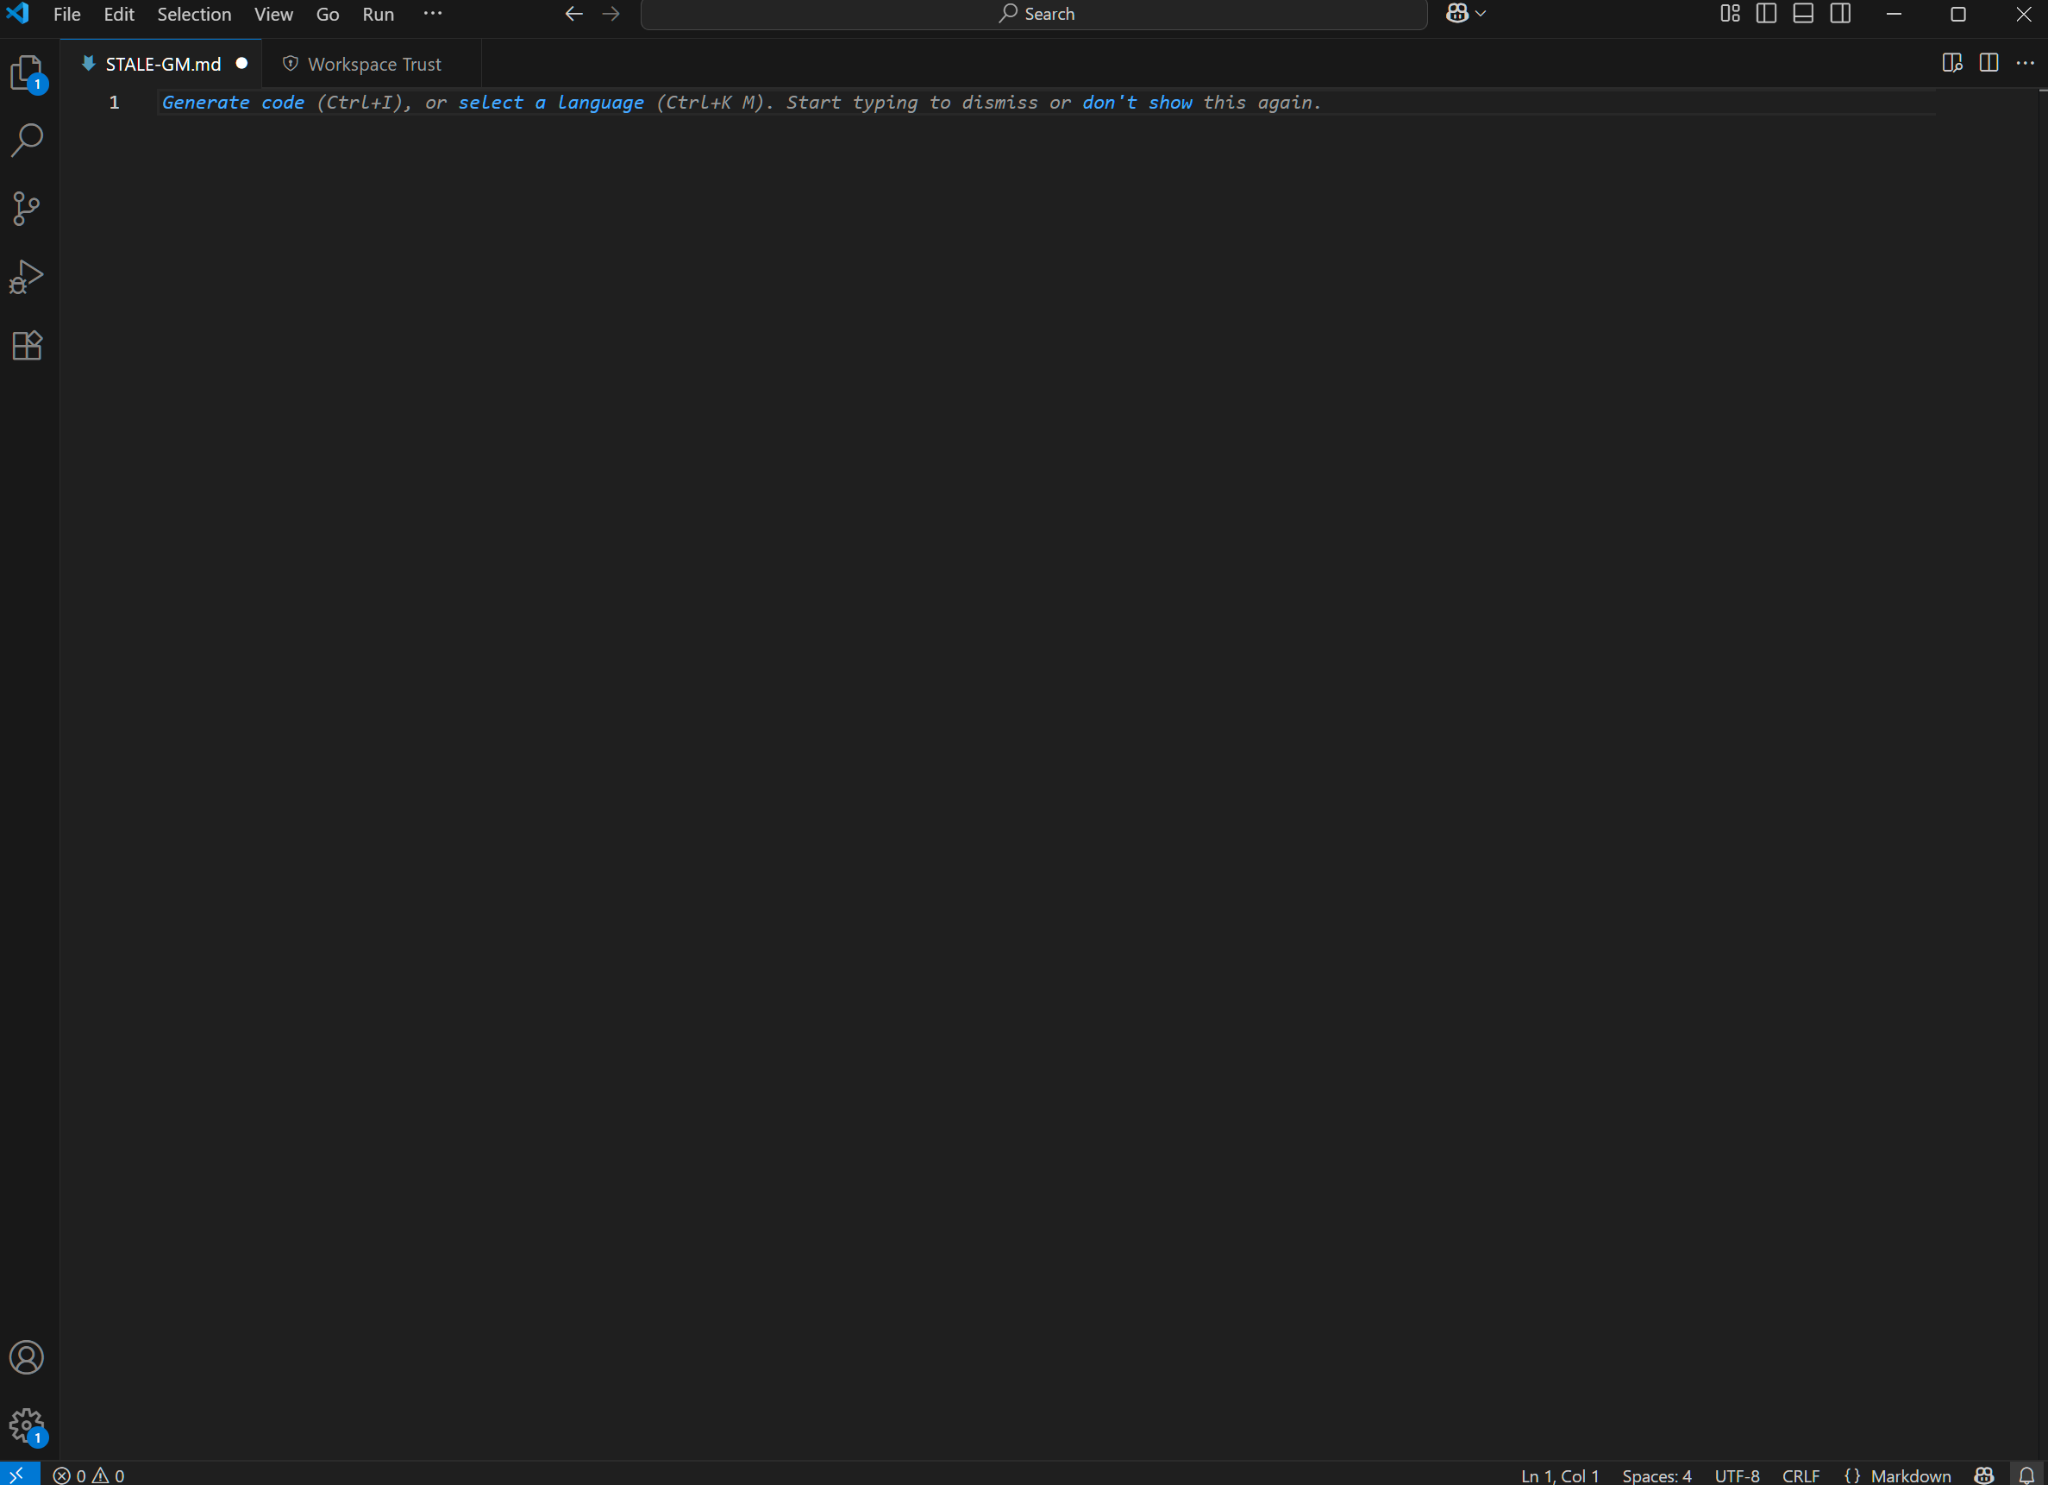 File Edit Selection View Go Run ···
Search
1
STALE-GM.md
Workspace Trust
1 Generate code (Ctrl+I), or select a language (Ctrl+K M). Start typing to dismiss or don't show this again.
1
0 0
Ln 1, Col 1 Spaces: 4 UTF-8 CRLF {} Markdown